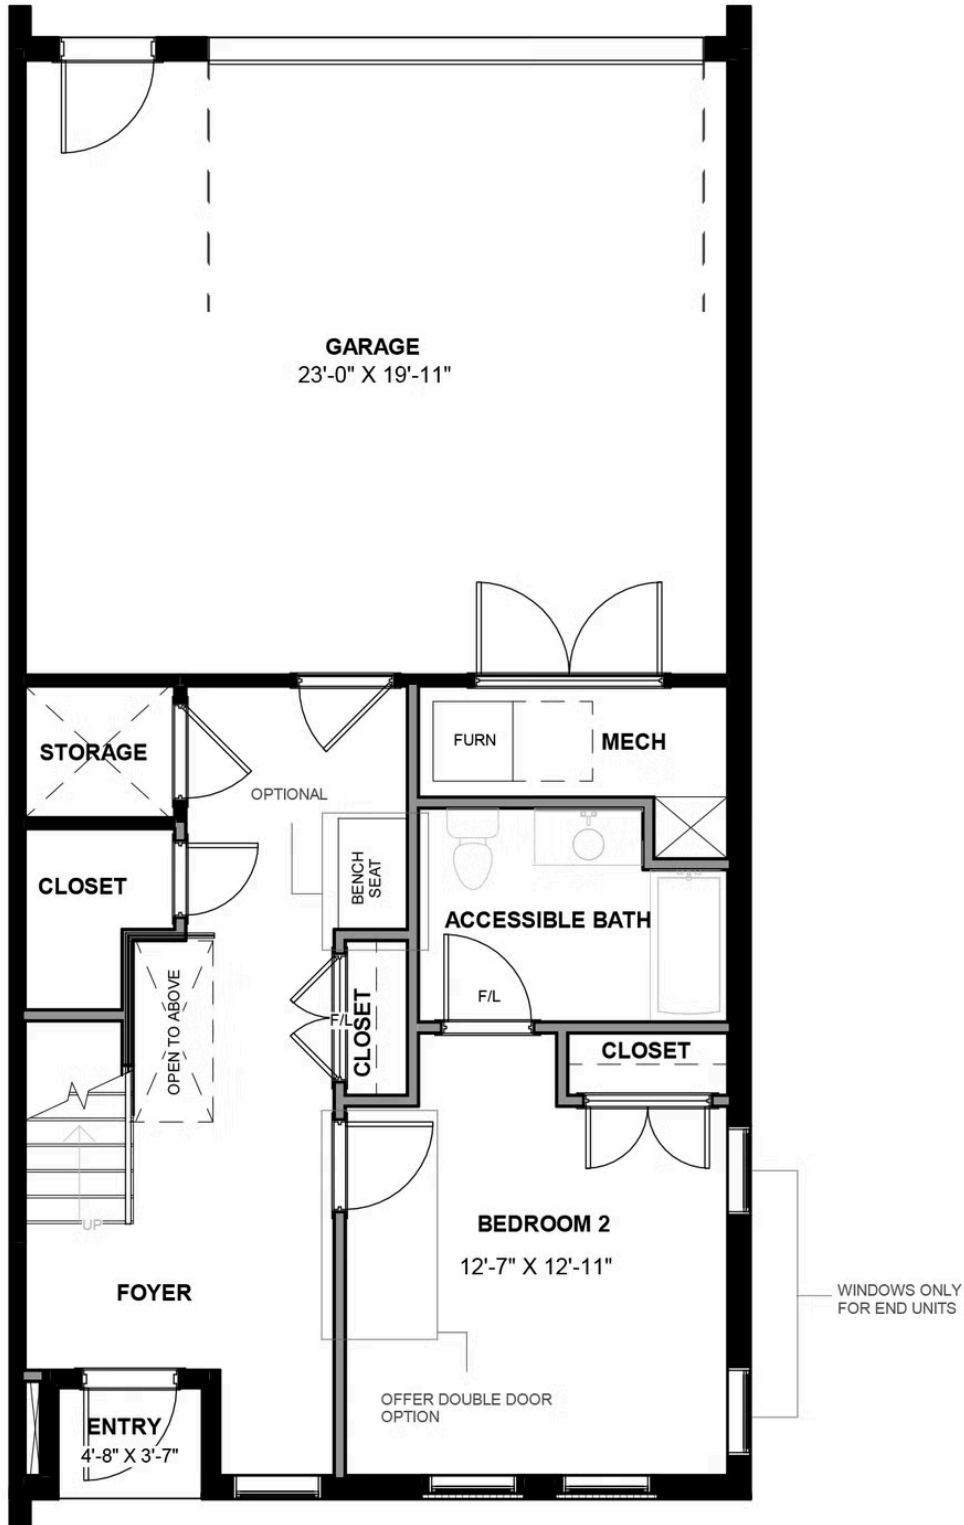 GARAGE
23'-0" X 19'-11"
STORAGE
FURN
MECH
OPTIONAL
BENCH
SEAT
CLOSET
ACCESSIBLE BATH
F/L
OPEN TO ABOVE
F/L
CLOSET
CLOSET
UP
BEDROOM 2
12'-7" X 12'-11"
FOYER
WINDOWS ONLY
FOR END UNITS
OFFER DOUBLE DOOR
OPTION
ENTRY
4'-8" X 3'-7"